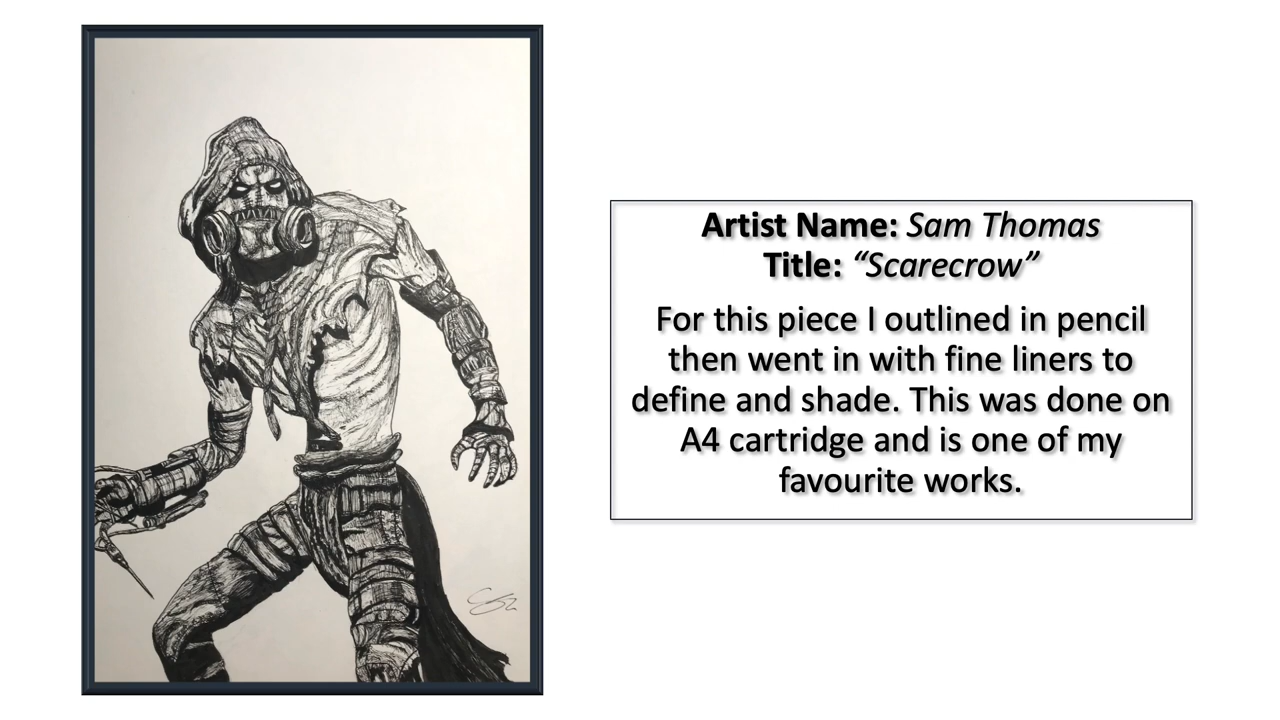 Artist Name: Sam Thomas
Title: “Scarecrow”
For this piece I outlined in pencil
then went in with fine liners to
define and shade. This was done on
A4 cartridge and is one of my
favourite works.